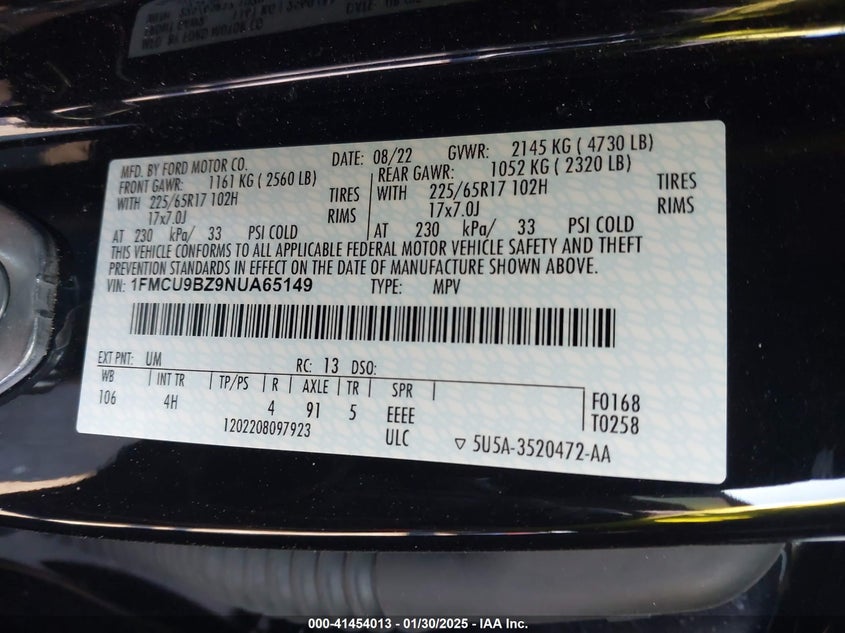 MFD. BY FORD MOTOR CO.
DATE: 08/22 GVWR: 2145 KG ( 4730 LB)
FRONT GAWR: 1161 KG ( 2560 LB) REAR GAWR: 1052 KG ( 2320 LB)
WITH 225/65R17 102H TIRES WITH 225/65R17 102H TIRES
17x7.0J RIMS 17x7.0J RIMS
AT 230 kPa/ 33 PSI COLD AT 230 kPa/ 33 PSI COLD
THIS VEHICLE CONFORMS TO ALL APPLICABLE FEDERAL MOTOR VEHICLE SAFETY AND THEFT
PREVENTION STANDARDS IN EFFECT ON THE DATE OF MANUFACTURE SHOWN ABOVE.
VIN: 1FMCU9BZ9NUA65149 TYPE: MPV
EXT PNT: UM RC: 13 DSO:
WB INT TR TP/PS R AXLE TR SPR
106 4H 4 91 5 EEEE
F0168
T0258
1202208097923 ULC
5U5A-3520472-AA
000-41454013 — 01/30/2025 — IAA Inc.